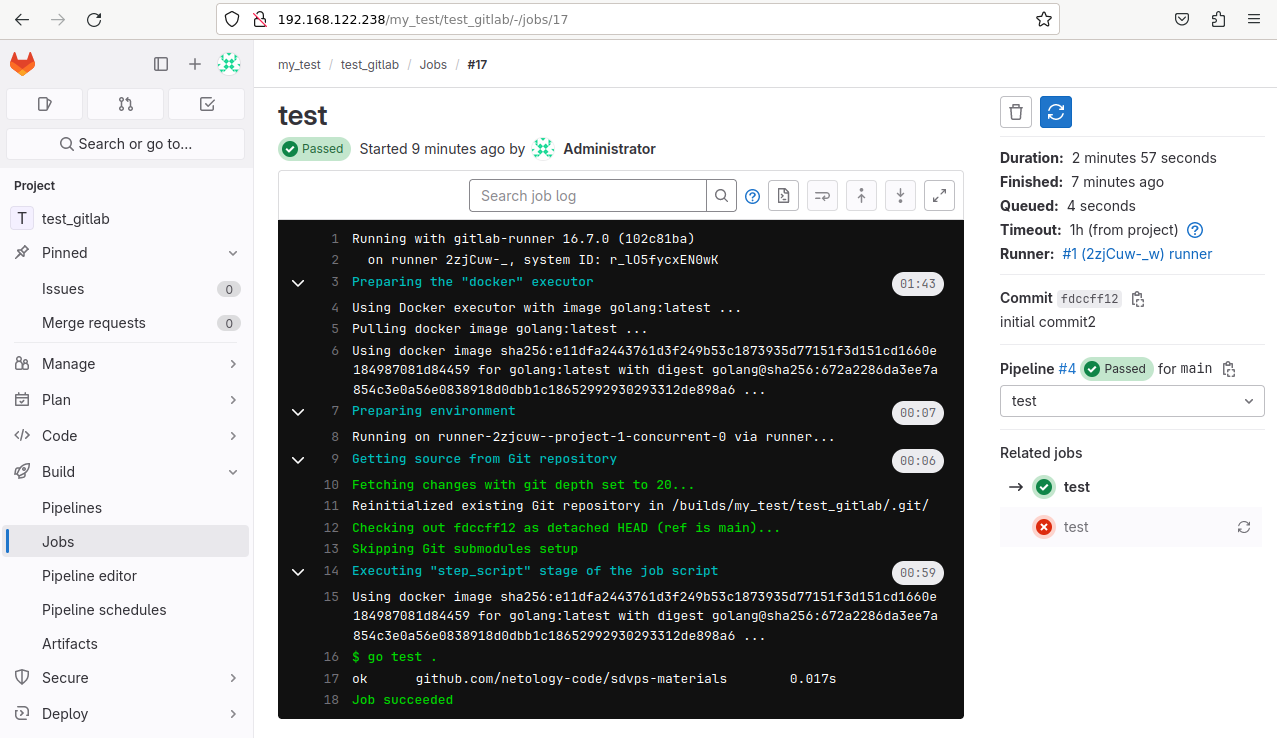 192.168.122.238/my_test/test_gitlab/-/jobs/17
my_test / test_gitlab / Jobs / #17
Search or go to...
Project
T test_gitlab
Pinned
Issues 0
Merge requests 0
Manage
Plan
Code
Build
Pipelines
Jobs
Pipeline editor
Pipeline schedules
Artifacts
Secure
Deploy
test
Passed Started 9 minutes ago by Administrator
Search job log
1 Running with gitlab-runner 16.7.0 (102c81ba)
2 on runner 2zjCuw-_, system ID: r_lO5fycxEN0wK
3 Preparing the "docker" executor 01:43
4 Using Docker executor with image golang:latest ...
5 Pulling docker image golang:latest ...
6 Using docker image sha256:e11dfa2443761d3f249b53c1873935d77151f3d151cd1660e
184987081d84459 for golang:latest with digest golang@sha256:672a2286da3ee7a
854c3e0a56e0838918d0dbb1c18652992930293312de898a6 ...
7 Preparing environment 00:07
8 Running on runner-2zjcuw--project-1-concurrent-0 via runner...
9 Getting source from Git repository 00:06
10 Fetching changes with git depth set to 20...
11 Reinitialized existing Git repository in /builds/my_test/test_gitlab/.git/
12 Checking out fdccff12 as detached HEAD (ref is main)...
13 Skipping Git submodules setup
14 Executing "step_script" stage of the job script 00:59
15 Using docker image sha256:e11dfa2443761d3f249b53c1873935d77151f3d151cd1660e
184987081d84459 for golang:latest with digest golang@sha256:672a2286da3ee7a
854c3e0a56e0838918d0dbb1c18652992930293312de898a6 ...
16 $ go test .
17 ok github.com/netology-code/sdvps-materials 0.017s
18 Job succeeded
Duration: 2 minutes 57 seconds
Finished: 7 minutes ago
Queued: 4 seconds
Timeout: 1h (from project)
Runner: #1 (2zjCuw-_w) runner
Commit fdccff12
initial commit2
Pipeline #4 Passed for main
test
Related jobs
→ test
test